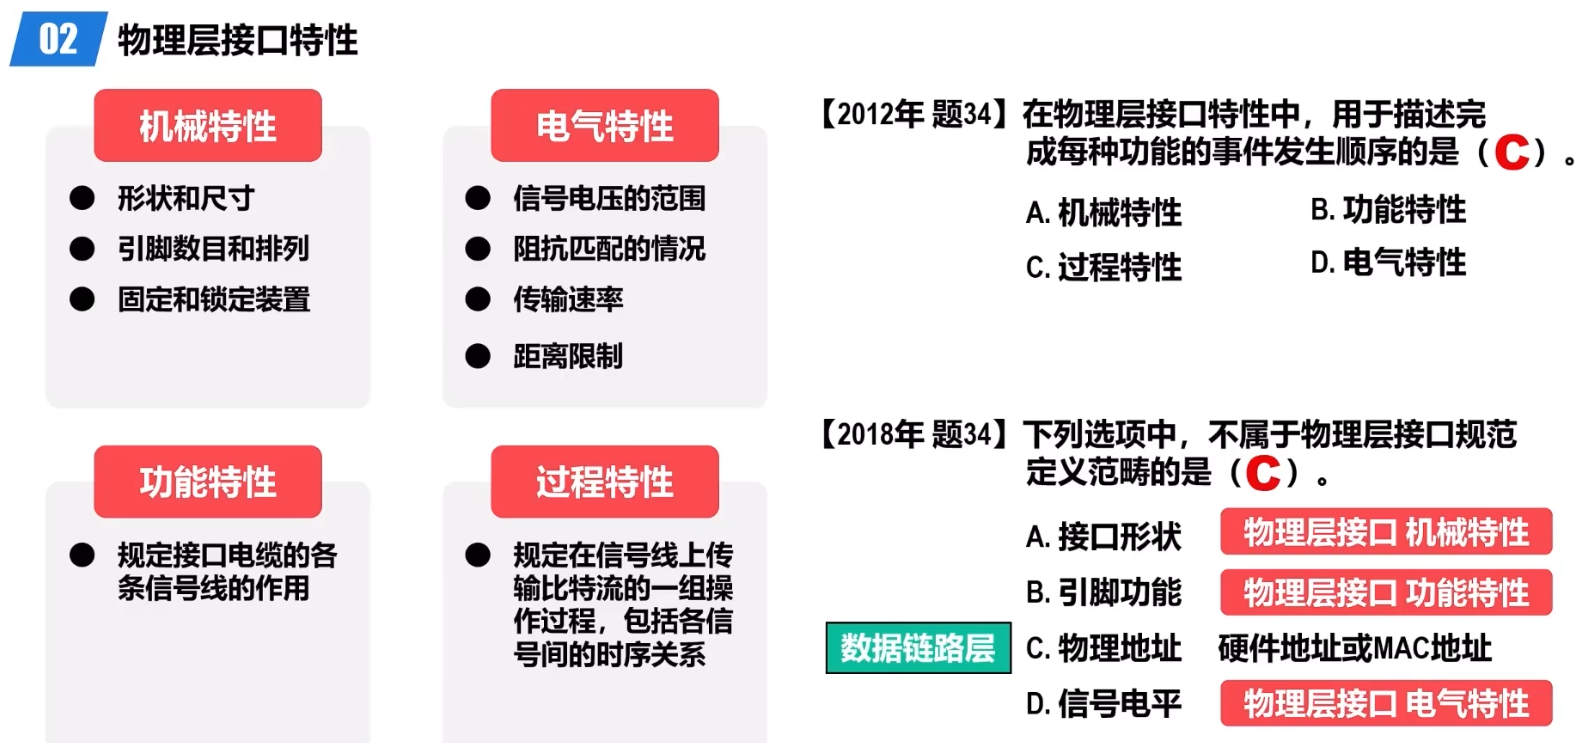 02 物理层接口特性
机械特性
形状和尺寸
引脚数目和排列
固定和锁定装置
电气特性
信号电压的范围
阻抗匹配的情况
传输速率
距离限制
功能特性
规定接口电缆的各
条信号线的作用
过程特性
规定在信号线上传
输比特流的一组操
作过程，包括各信
号间的时序关系
【2012年 题34】在物理层接口特性中，用于描述完
成每种功能的事件发生顺序的是（C）。
A. 机械特性
B. 功能特性
C. 过程特性
D. 电气特性
【2018年 题34】下列选项中，不属于物理层接口规范
定义范畴的是（C）。
A. 接口形状 物理层接口 机械特性
B. 引脚功能 物理层接口 功能特性
数据链路层 C. 物理地址 硬件地址或MAC地址
D. 信号电平 物理层接口 电气特性